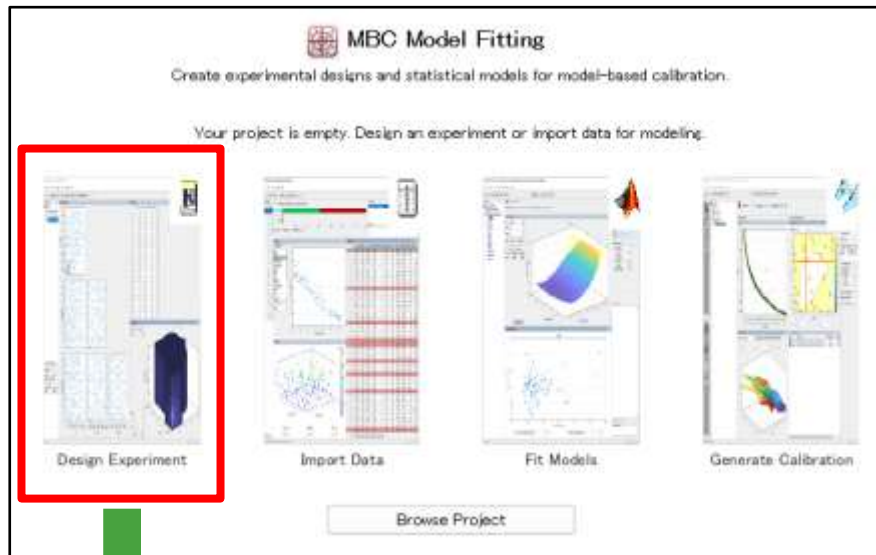 MBC Model Fitting
Create experimental designs and statistical models for model-based calibration.
Your project is empty. Design an experiment or import data for modeling.
Design Experiment
Import Data
Fit Models
Generate Calibration
Browse Project